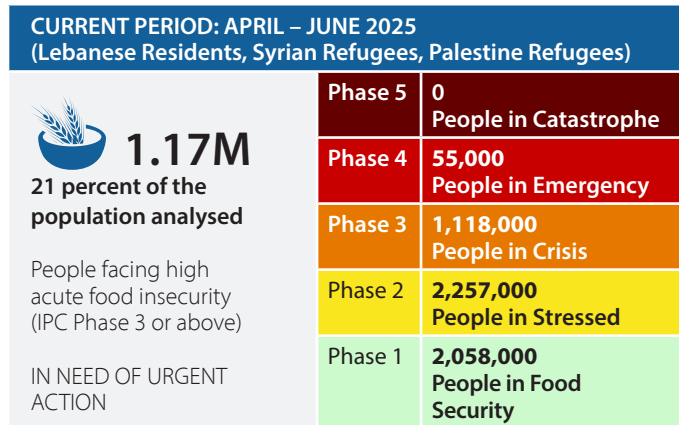 CURRENT PERIOD: APRIL – JUNE 2025
(Lebanese Residents, Syrian Refugees, Palestine Refugees)
1.17M
21 percent of the
population analysed
People facing high
acute food insecurity
(IPC Phase 3 or above)
IN NEED OF URGENT
ACTION
Phase 5
0
People in Catastrophe
Phase 4
55,000
People in Emergency
Phase 3
1,118,000
People in Crisis
Phase 2
2,257,000
People in Stressed
Phase 1
2,058,000
People in Food
Security